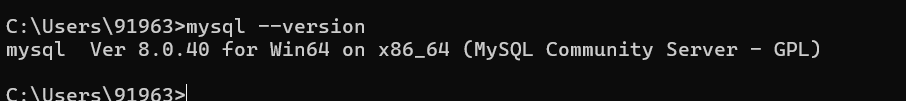 C:\Users\91963>mysql --version
mysql  Ver 8.0.40 for Win64 on x86_64 (MySQL Community Server - GPL)
C:\Users\91963>